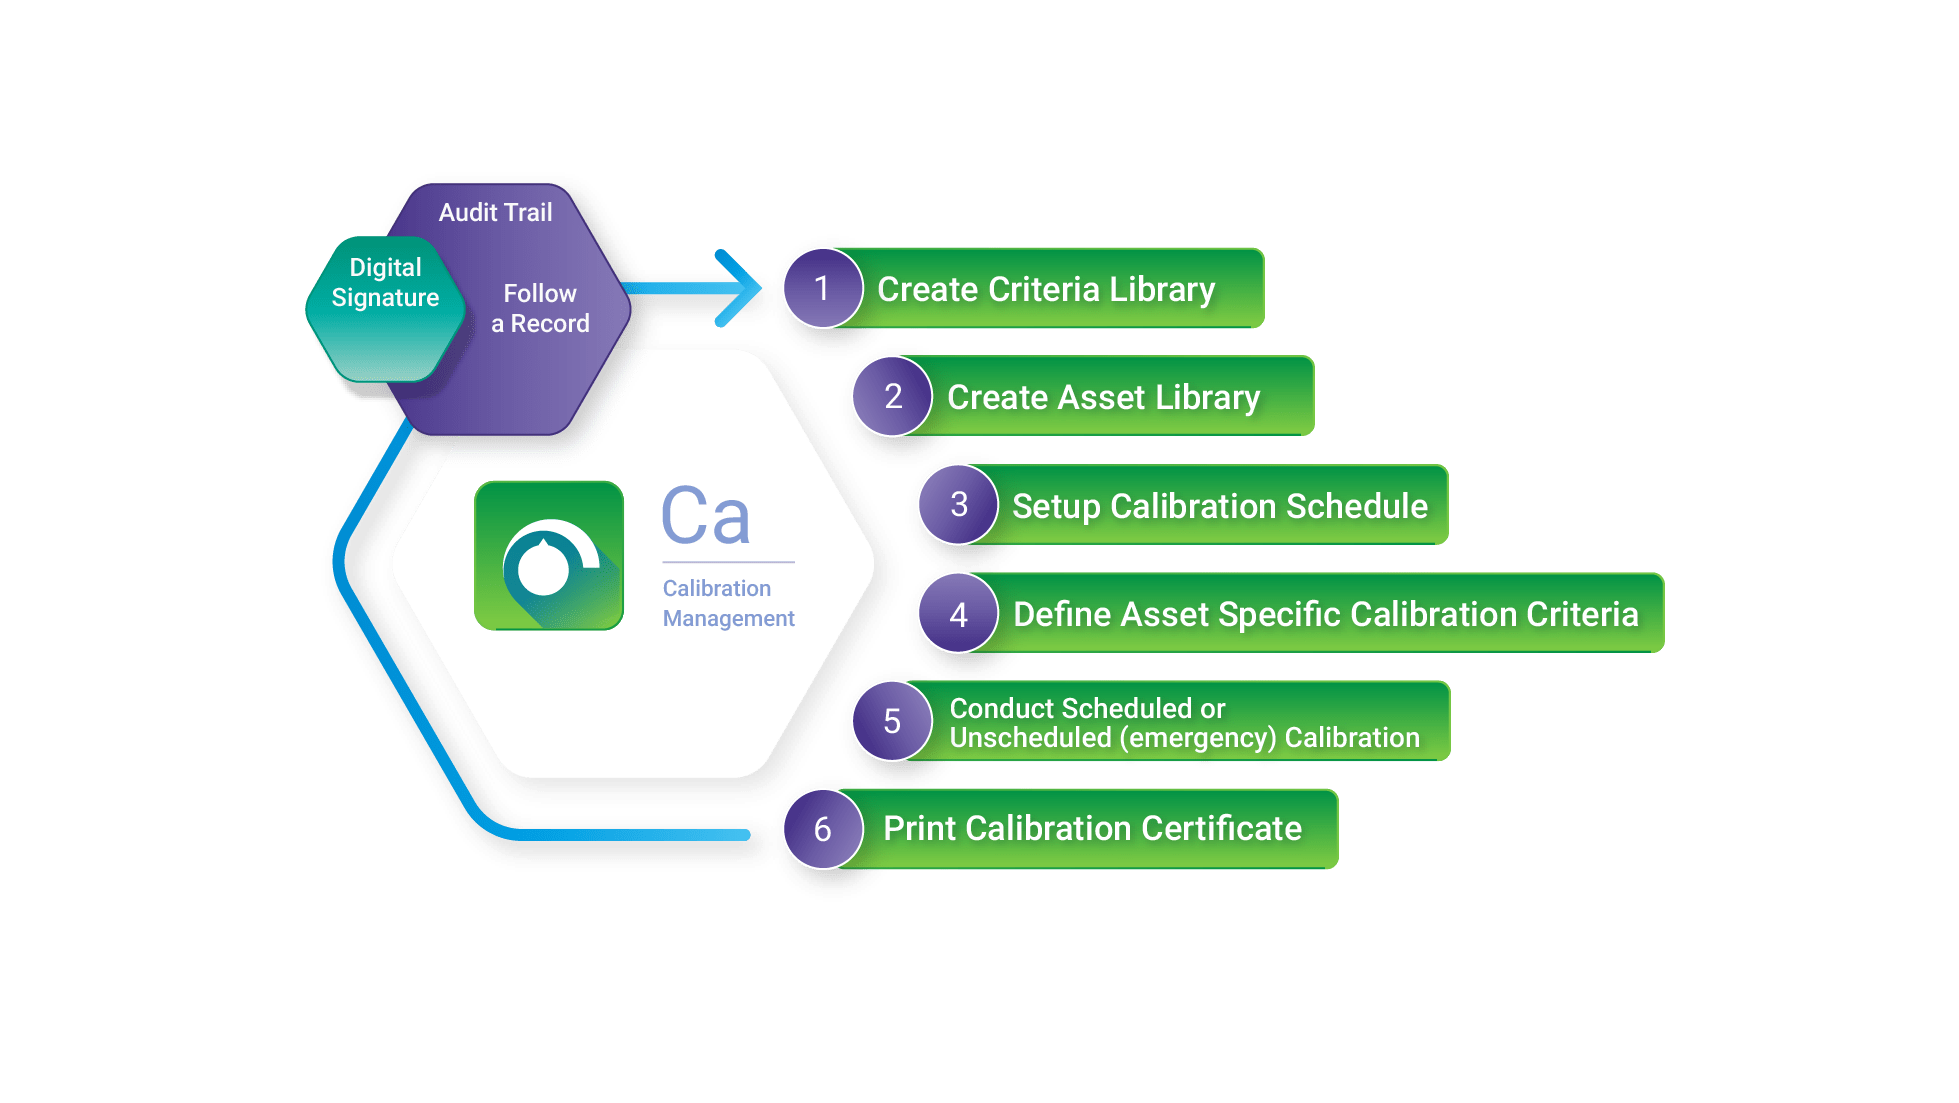 Audit Trail
Digital
Signature
Follow
a Record
Ca
Calibration
Management
1
Create Criteria Library
2
Create Asset Library
3
Setup Calibration Schedule
4
Define Asset Specific Calibration Criteria
5
Conduct Scheduled or
Unscheduled (emergency) Calibration
6
Print Calibration Certificate